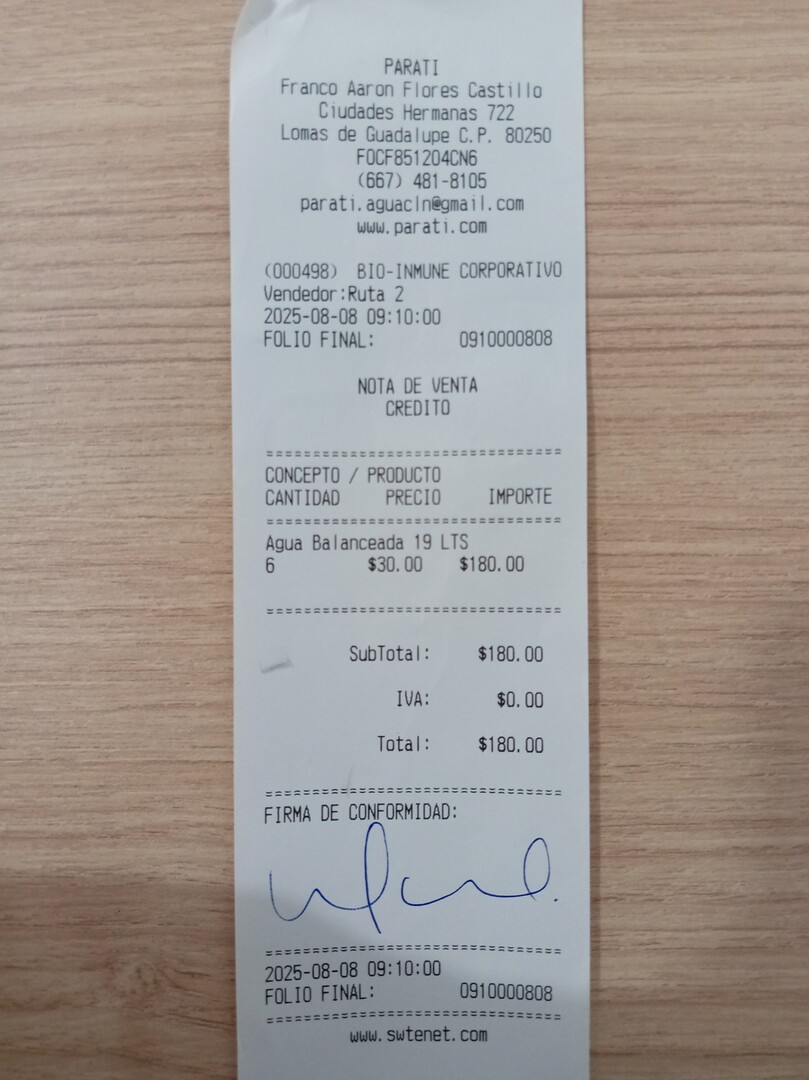 PARATI
Franco Aaron Flores Castillo
Ciudades Hermanas 722
Lomas de Guadalupe C.P. 80250
FOCF851204CN6
(667) 481-8105
parati.aguacln@gmail.com
www.parati.com
(000498) BIO-INMUNE CORPORATIVO
Vendedor:Ruta 2
2025-08-08 09:10:00
FOLIO FINAL: 0910000808
NOTA DE VENTA
CREDITO
===================================
CONCEPTO / PRODUCTO
CANTIDAD PRECIO IMPORTE
===================================
Agua Balanceada 19 LTS
6 $30.00 $180.00
===================================
SubTotal: $180.00
IVA: $0.00
Total: $180.00
===================================
FIRMA DE CONFORMIDAD:
===================================
2025-08-08 09:10:00
FOLIO FINAL: 0910000808
===================================
www.swtenet.com